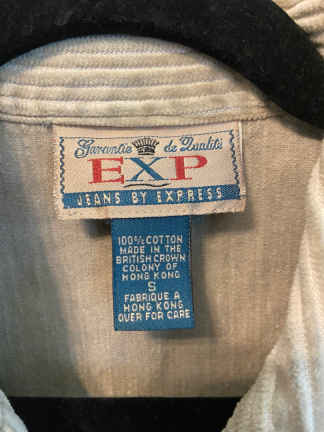 Garantie de Qualité
EXP
JEANS BY EXPRESS
100% COTTON
MADE IN THE
BRITISH CROWN
COLONY OF
HONG KONG
S
FABRIQUE A
HONG KONG
OVER FOR CARE